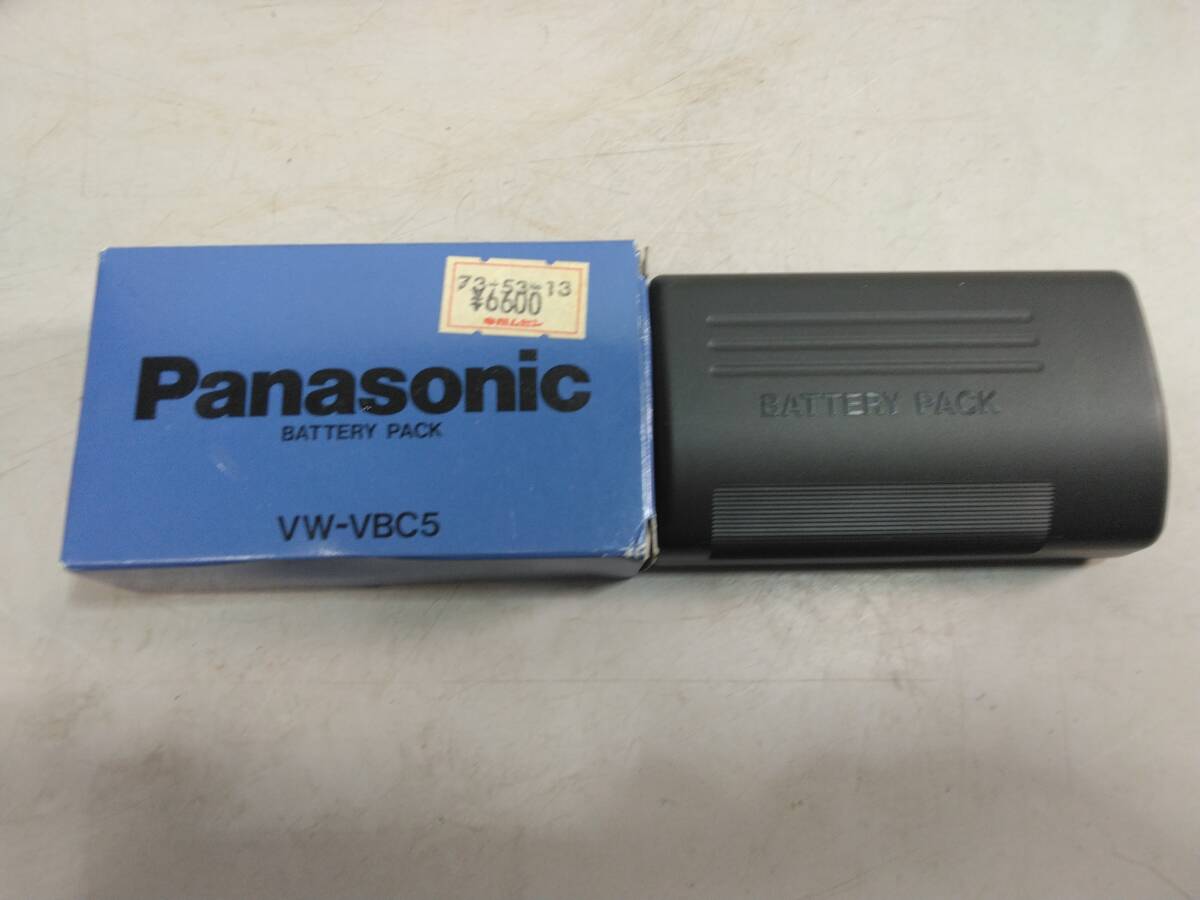 73-53-13
¥6600
Panasonic
BATTERY PACK
VW-VBC5
BATTERY PACK